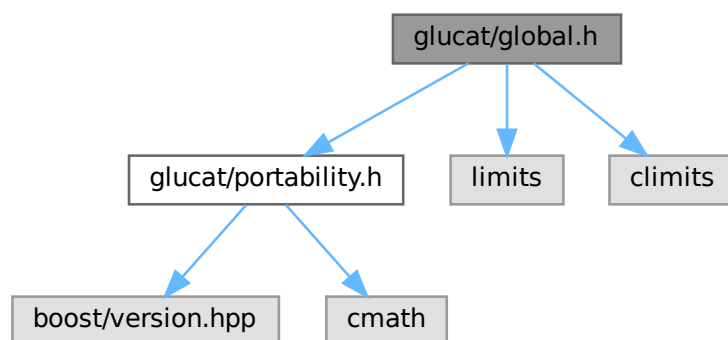 glucat/global.h
glucat/portability.h
limits
climits
boost/version.hpp
cmath